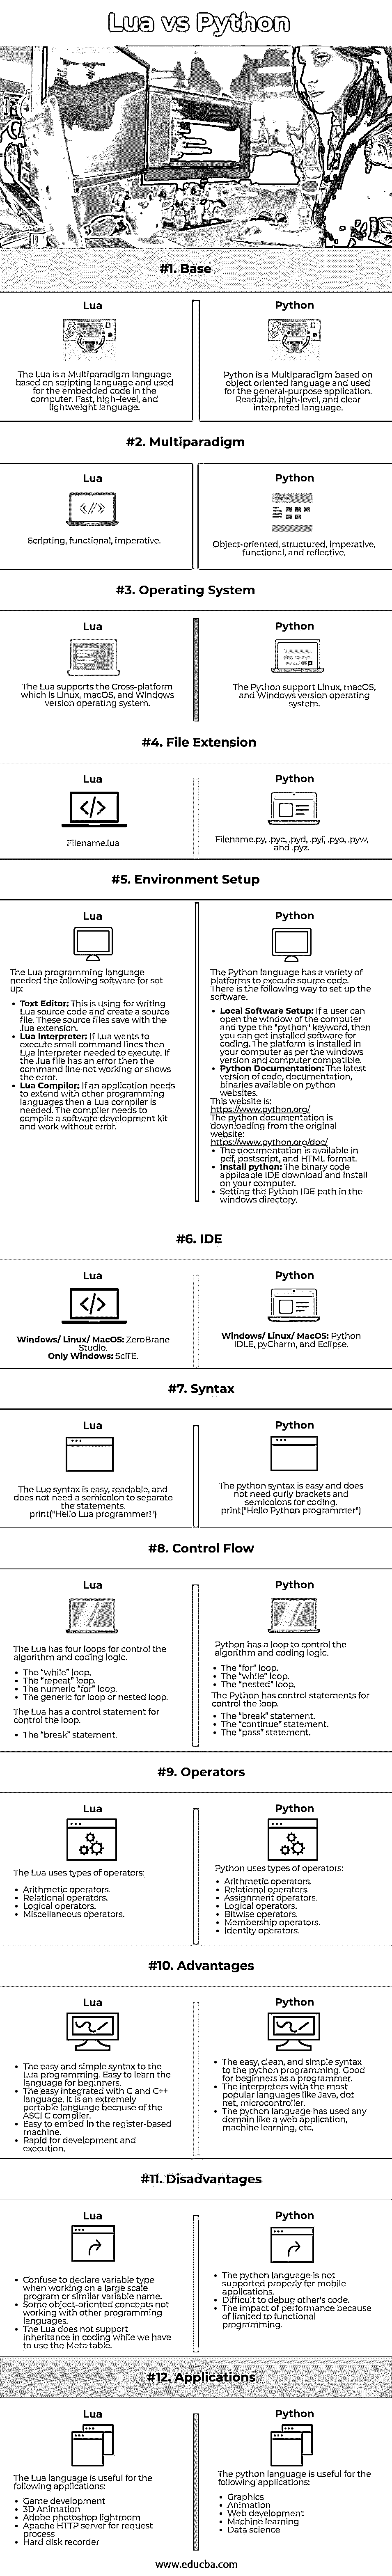 Lua vs Python
#1. Base
Lua
The Lua is a Multiparadigm language
based on scripting language and used
for the embedded code in the
computer. Fast, high-level, and
lightweight language.
Python
Python is a Multiparadigm based on
object oriented language and used
for the general-purpose application.
Readable, high-level, and clear
interpreted language.
#2. Multiparadigm
Lua
Scripting, functional, imperative.
Python
Object-oriented, structured, imperative,
functional, and reflective.
#3. Operating System
Lua
The Lua supports the Cross-platform
which is Linux, macOS, and Windows
version operating system.
Python
The Python support Linux, macOS,
and Windows version operating
system.
#4. File Extension
Lua
Filename.lua
Python
Filename.py, .pyc, .pyd, .pyi, .pyo, .pyw,
and .pyz.
#5. Environment Setup
Lua
The Lua programming language
needed the following software for set
up:
• Text Editor: This is using for writing
Lua source code and create a source
file. These source files save with the
.lua extension.
• Lua Interpreter: If Lua wants to
execute small command lines then
Lua interpreter needed to execute. If
the .lua file has an error then the
command line not working or shows
the error.
• Lua Compiler: If an application needs
to extend with other programming
languages then a Lua compiler is
needed. The compiler needs to
compile a software development kit
and work without error.
Python
The Python language has a variety of
platforms to execute source code.
There is the following way to set up the
software.
• Local Software Setup: If a user can
open the window of the computer
and type the "python" keyword, then
you can get installed software for
coding. The platform is installed in
your computer as per the windows
version and computer compatible.
• Python Documentation: The latest
version of code, documentation,
binaries available on python
websites.
This website is:
https://www.python.org/
The python documentation is
downloading from the original
website:
https://www.python.org/doc/
• The documentation is available in
pdf, postscript, and HTML format.
• Install python: The binary code
applicable IDE download and install
on your computer.
• Setting the Python IDE path in the
windows directory.
#6. IDE
Lua
Windows/ Linux/ MacOS: ZeroBrane
Studio.
Only Windows: SciTE.
Python
Windows/ Linux/ MacOS: Python
IDLE, pyCharm, and Eclipse.
#7. Syntax
Lua
The Lue syntax is easy, readable, and
does not need a semicolon to separate
the statements.
print("Hello Lua programmer!")
Python
The python syntax is easy and does
not need curly brackets and
semicolons for coding.
print("Hello Python programmer")
#8. Control Flow
Lua
The Lua has four loops for control the
algorithm and coding logic.
• The "while" loop.
• The "repeat" loop.
• The numeric "for" loop.
• The generic for loop or nested loop.
The Lua has a control statement for
control the loop.
• The "break" statement.
Python
Python has a loop to control the
algorithm and coding logic.
• The "for" loop.
• The "while" loop.
• The "nested" loop.
The Python has control statements for
control the loop.
• The "break" statement.
• The "continue" statement.
• The "pass" statement.
#9. Operators
Lua
The Lua uses types of operators:
• Arithmetic operators.
• Relational operators.
• Logical operators.
• Miscellaneous operators.
Python
Python uses types of operators:
• Arithmetic operators.
• Relational operators.
• Assignment operators.
• Logical operators.
• Bitwise operators.
• Membership operators.
• Identity operators.
#10. Advantages
Lua
• The easy and simple syntax to the
Lua programming. Easy to learn the
language for beginners.
• The easy integrated with C and C++
language. It is an extremely
portable language because of the
ASCI C compiler.
• Easy to embed in the register-based
machine.
• Rapid for development and
execution.
Python
• The easy, clean, and simple syntax
to the python programming. Good
for beginners as a programmer.
• The interpreters with the most
popular languages like Java, dot
net, microcontroller.
• The python language has used any
domain like a web application,
machine learning, etc.
#11. Disadvantages
Lua
• Confuse to declare variable type
when working on a large scale
program or similar variable name.
• Some object-oriented concepts not
working with other programming
languages.
• The Lua does not support
inheritance in coding while we have
to use the Meta table.
Python
• The python language is not
supported properly for mobile
applications.
• Difficult to debug other's code.
• The impact of performance because
of limited to functional
programming.
#12. Applications
Lua
The Lua language is useful for the
following applications:
• Game development
• 3D Animation
• Adobe photoshop lightroom
• Apache HTTP server for request
process
• Hard disk recorder
Python
The python language is useful for the
following applications:
• Graphics
• Animation
• Web development
• Machine learning
• Data science
www.educba.com